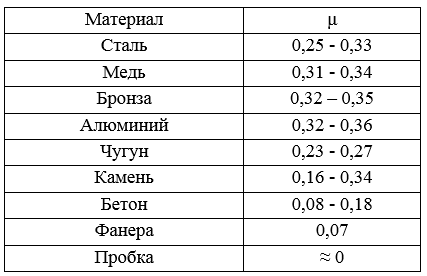 Материал μ
Сталь 0,25 - 0,33
Медь 0,31 - 0,34
Бронза 0,32 – 0,35
Алюминий 0,32 - 0,36
Чугун 0,23 - 0,27
Камень 0,16 - 0,34
Бетон 0,08 - 0,18
Фанера 0,07
Пробка ≈ 0